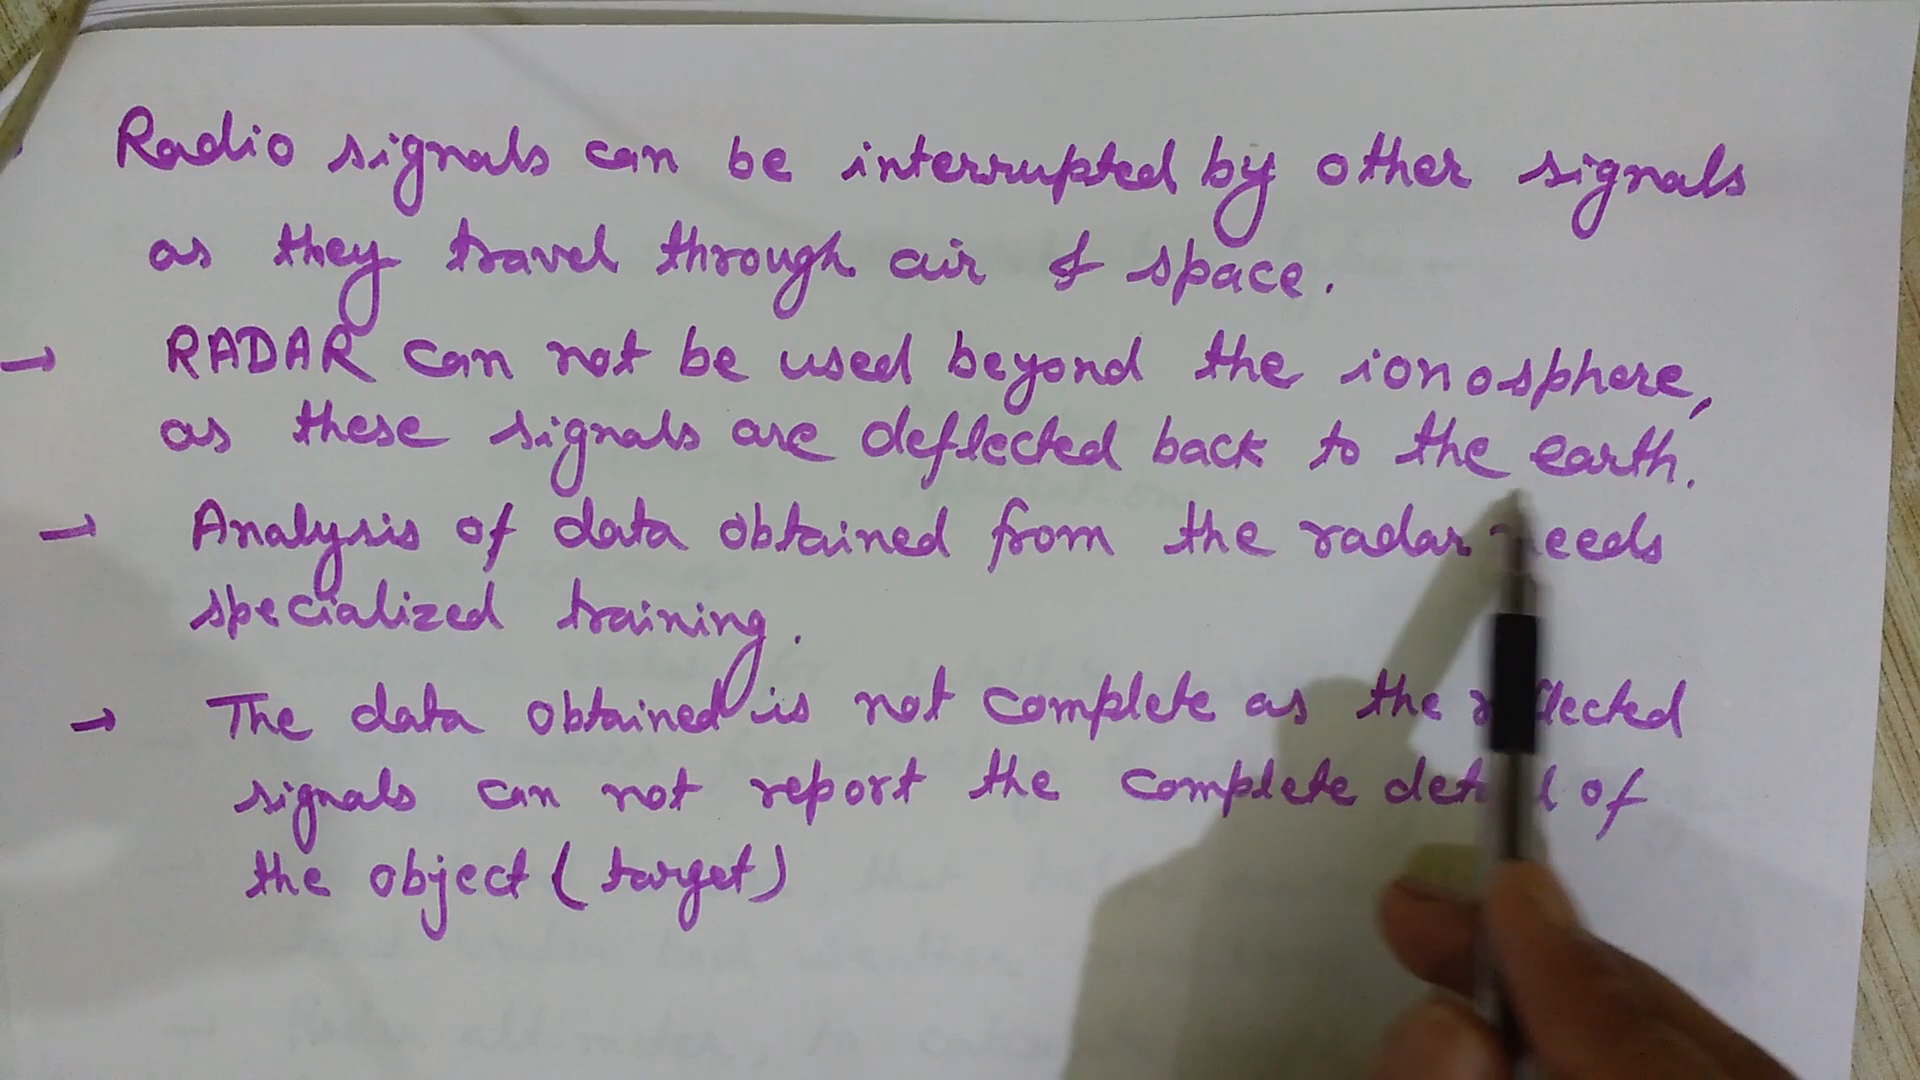 Radio signals can be interrupted by other signals
as they travel through air & space.
→ RADAR can not be used beyond the ionosphere,
as these signals are deflected back to the earth.
→ Analysis of data obtained from the radar needs
specialized training.
→ The data obtained is not complete as the reflected
signals can not report the complete detail of
the object (target)